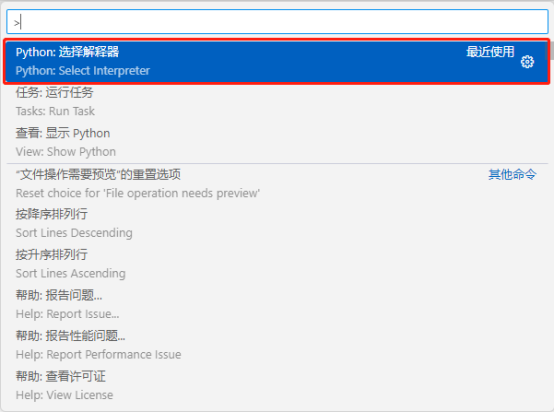 >
Python: 选择解释器 最近使用
Python: Select Interpreter
任务: 运行任务
Tasks: Run Task
查看: 显示 Python
View: Show Python
"文件操作需要预览"的重置选项 其他命令
Reset choice for 'File operation needs preview'
按降序排列行
Sort Lines Descending
按升序排列行
Sort Lines Ascending
帮助: 报告问题...
Help: Report Issue...
帮助: 报告性能问题...
Help: Report Performance Issue
帮助: 查看许可证
Help: View License